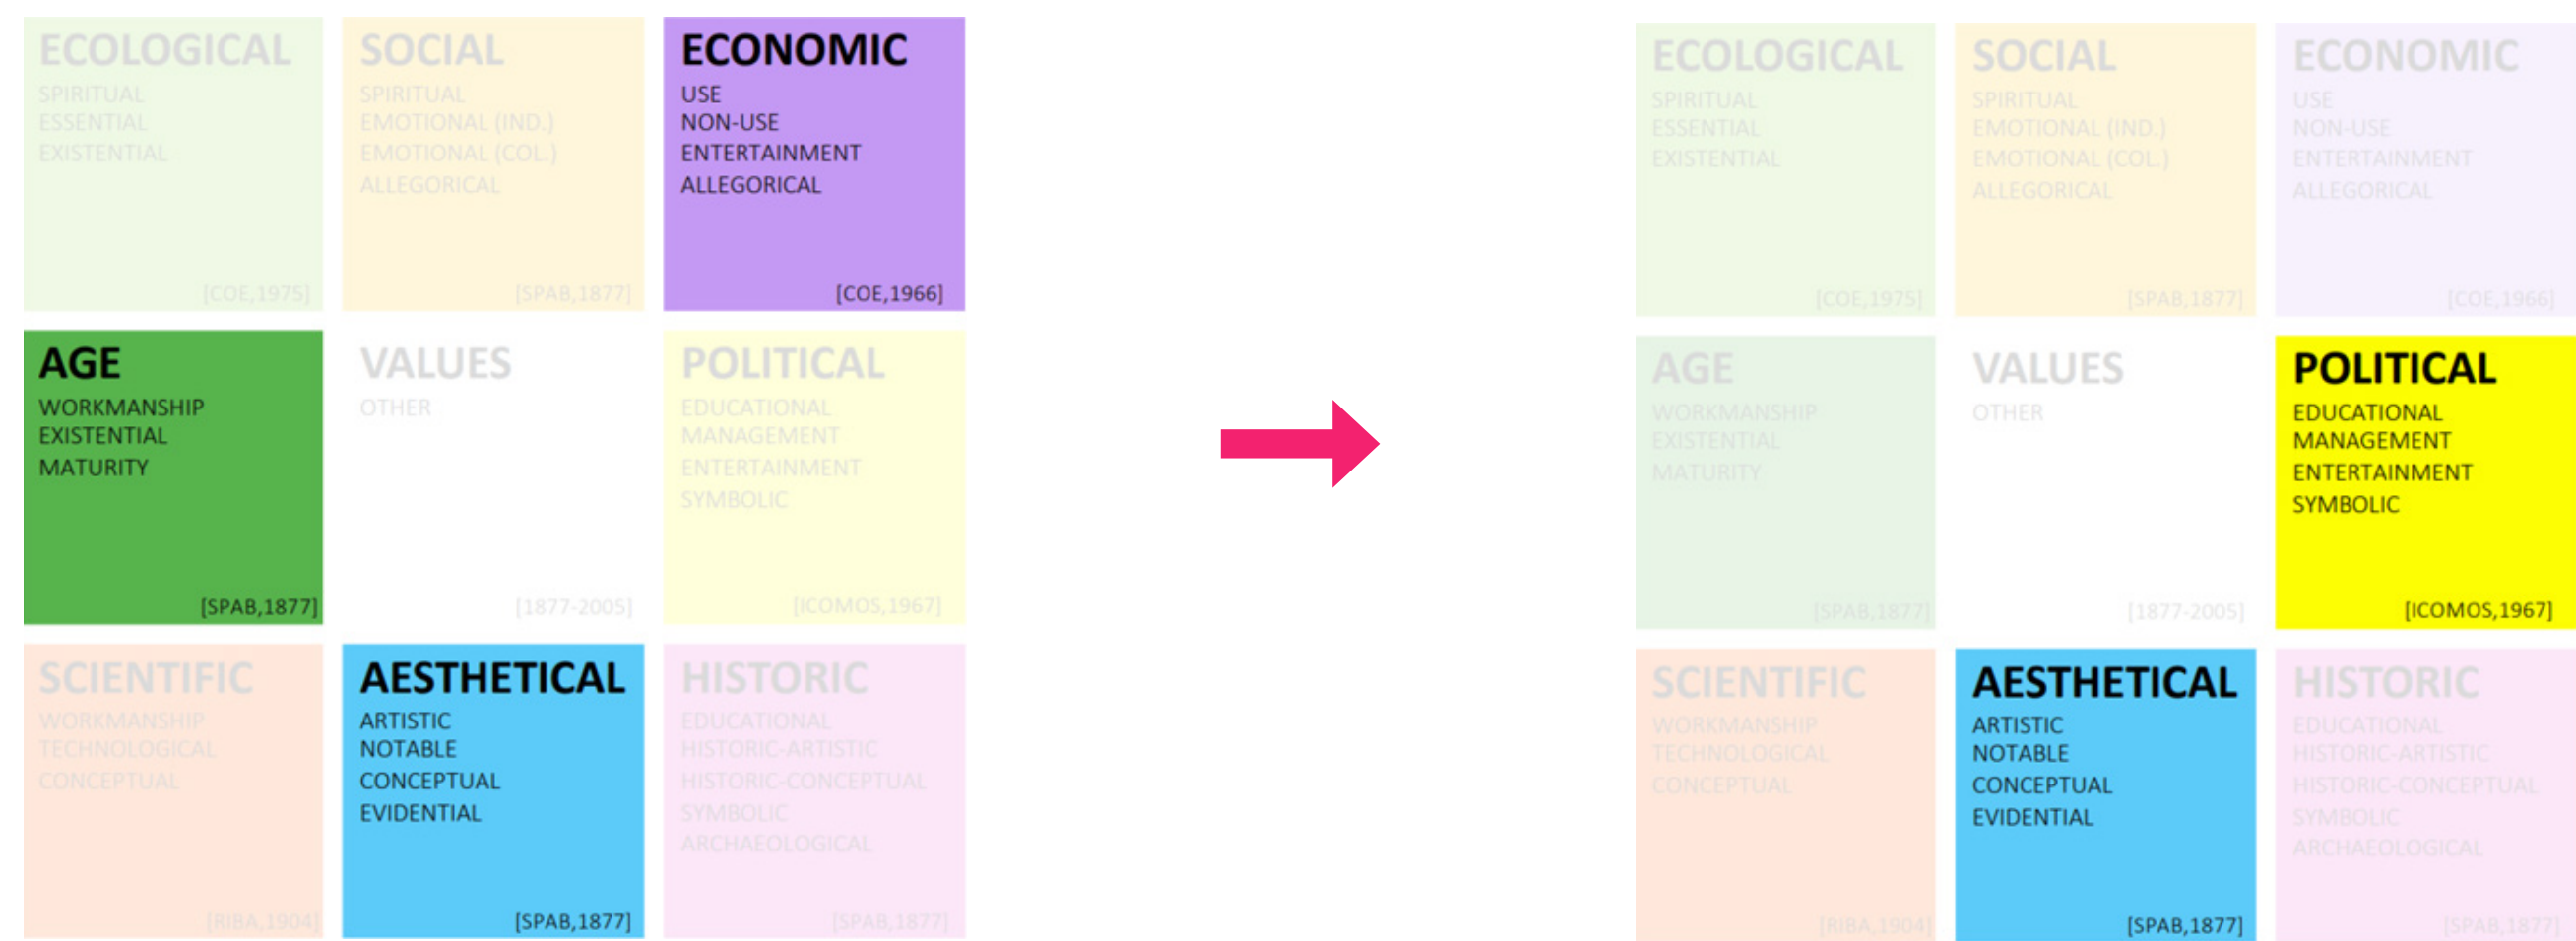 ECOLOGICAL
SPIRITUAL
ESSENTIAL
EXISTENTIAL
[COE,1975]
SOCIAL
SPIRITUAL
EMOTIONAL (IND.)
EMOTIONAL (COL.)
ALLEGORICAL
[SPAB,1877]
ECONOMIC
USE
NON-USE
ENTERTAINMENT
ALLEGORICAL
[COE,1966]
AGE
WORKMANSHIP
EXISTENTIAL
MATURITY
[SPAB,1877]
VALUES
OTHER
[1877-2005]
POLITICAL
EDUCATIONAL
MANAGEMENT
ENTERTAINMENT
SYMBOLIC
[ICOMOS,1967]
SCIENTIFIC
WORKMANSHIP
TECHNOLOGICAL
CONCEPTUAL
[RIBA,1904]
AESTHETICAL
ARTISTIC
NOTABLE
CONCEPTUAL
EVIDENTIAL
[SPAB,1877]
HISTORIC
EDUCATIONAL
HISTORIC-ARTISTIC
HISTORIC-CONCEPTUAL
SYMBOLIC
ARCHAEOLOGICAL
[SPAB,1877]
ECOLOGICAL
SPIRITUAL
ESSENTIAL
EXISTENTIAL
[COE,1975]
SOCIAL
SPIRITUAL
EMOTIONAL (IND.)
EMOTIONAL (COL.)
ALLEGORICAL
[SPAB,1877]
ECONOMIC
USE
NON-USE
ENTERTAINMENT
ALLEGORICAL
[COE,1966]
AGE
WORKMANSHIP
EXISTENTIAL
MATURITY
[SPAB,1877]
VALUES
OTHER
[1877-2005]
POLITICAL
EDUCATIONAL
MANAGEMENT
ENTERTAINMENT
SYMBOLIC
[ICOMOS,1967]
SCIENTIFIC
WORKMANSHIP
TECHNOLOGICAL
CONCEPTUAL
[RIBA,1904]
AESTHETICAL
ARTISTIC
NOTABLE
CONCEPTUAL
EVIDENTIAL
[SPAB,1877]
HISTORIC
EDUCATIONAL
HISTORIC-ARTISTIC
HISTORIC-CONCEPTUAL
SYMBOLIC
ARCHAEOLOGICAL
[SPAB,1877]